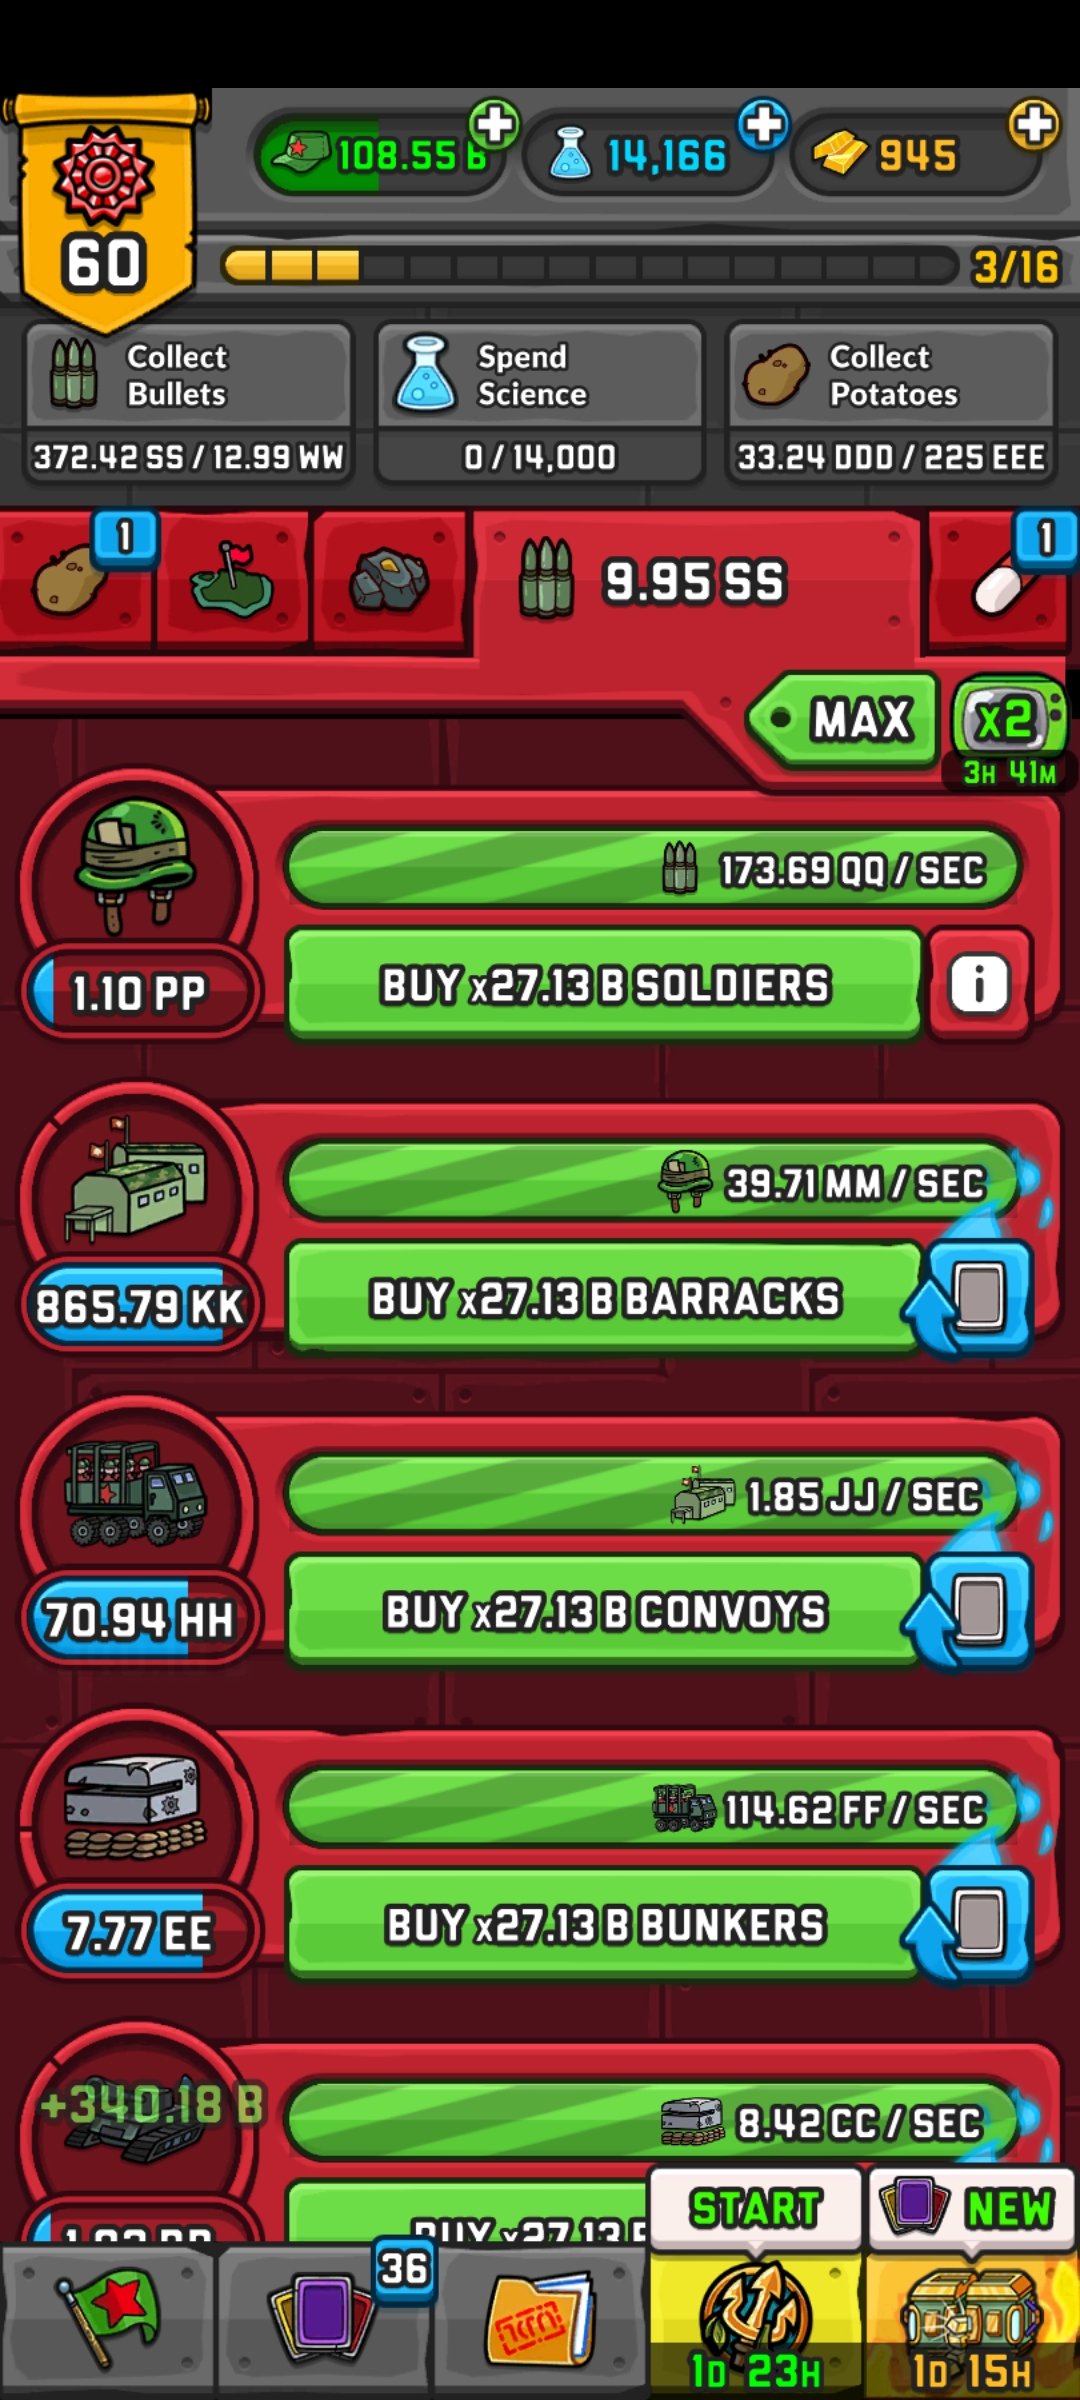 108.55 B
14,166
945
60
3/16
Collect
Bullets
Spend
Science
Collect
Potatoes
372.42 SS / 12.99 WW
0 / 14,000
33.24 DDD / 225 EEE
1
1
9.95 SS
MAX
x2
3H 41M
173.69 QQ / SEC
1.10 PP
BUY x27.13 B SOLDIERS
i
39.71 MM / SEC
865.79 KK
BUY x27.13 B BARRACKS
1.85 JJ / SEC
70.94 HH
BUY x27.13 B CONVOYS
114.62 FF / SEC
7.77 EE
BUY x27.13 B BUNKERS
+340.18 B
8.42 CC / SEC
START
NEW
BUY x27.13
36
1D 23H
1D 15H